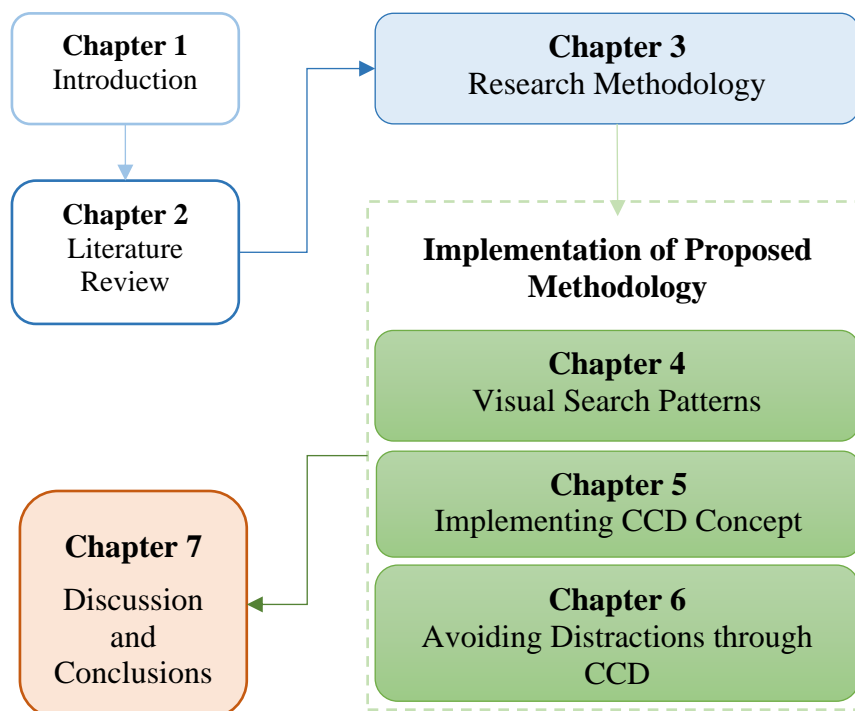 Chapter 1
Introduction
Chapter 2
Literature
Review
Chapter 3
Research Methodology
Implementation of Proposed
Methodology
Chapter 4
Visual Search Patterns
Chapter 5
Implementing CCD Concept
Chapter 6
Avoiding Distractions through
CCD
Chapter 7
Discussion
and
Conclusions